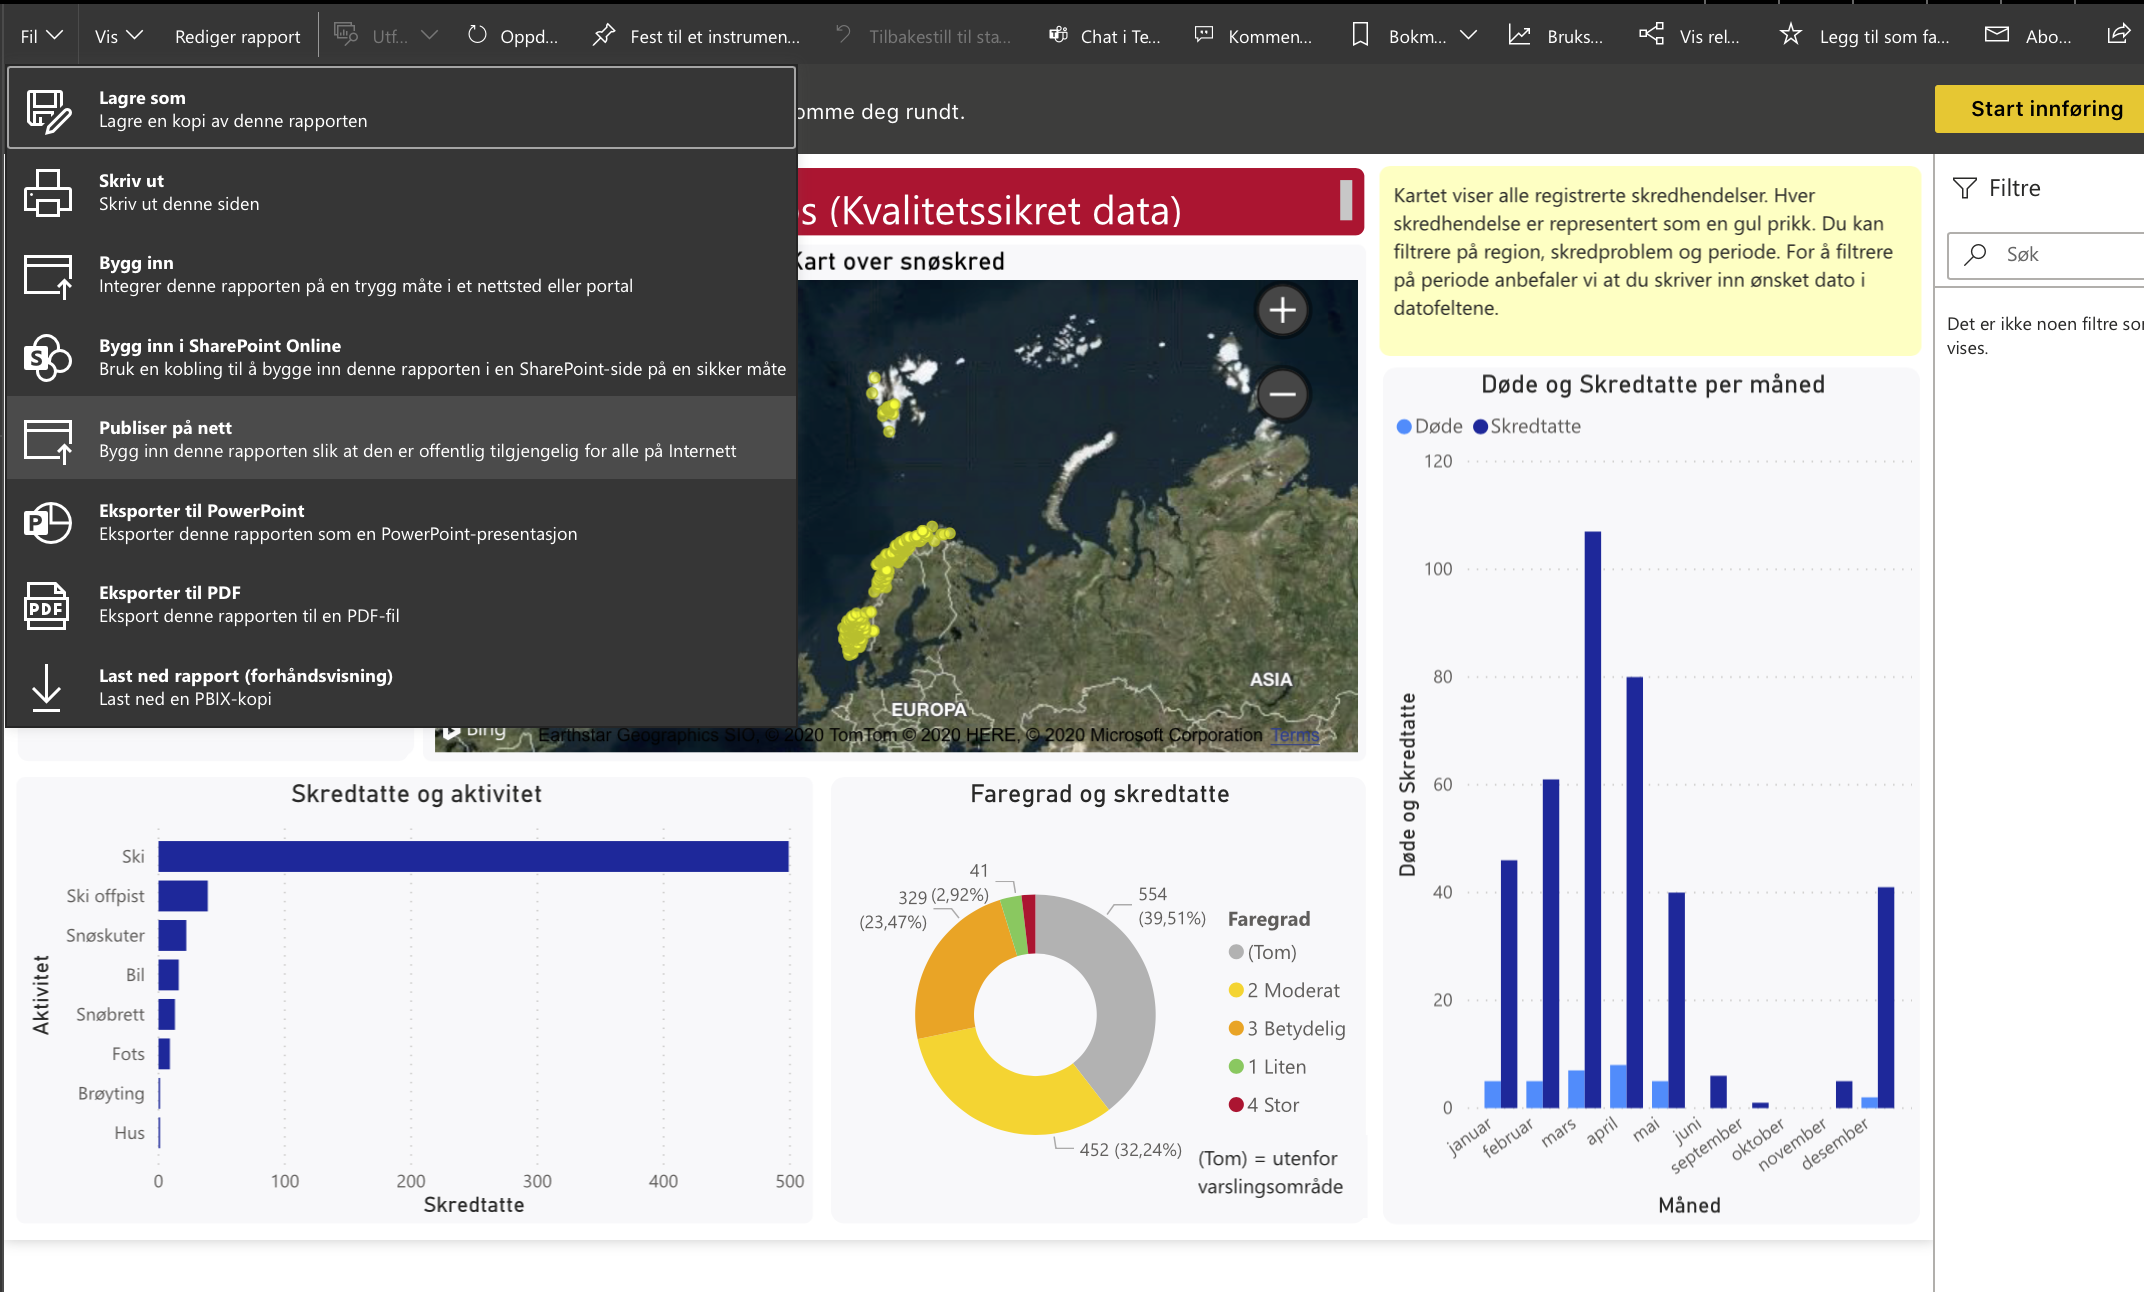 Fil
Vis
Rediger rapport
Utf...
Oppd...
Fest til et instrumen...
Tilbakestill til sta...
Chat i Te...
Kommen...
Bokm...
Bruks...
Vis rel...
Legg til som fa...
Abo...
Lagre som
Lagre en kopi av denne rapporten
Skriv ut
Skriv ut denne siden
Bygg inn
Integrer denne rapporten på en trygg måte i et nettsted eller portal
Bygg inn i SharePoint Online
Bruk en kobling til å bygge inn denne rapporten i en SharePoint-side på en sikker måte
Publiser på nett
Bygg inn denne rapporten slik at den er offentlig tilgjengelig for alle på Internett
Eksporter til PowerPoint
Eksporter denne rapporten som en PowerPoint-presentasjon
Eksporter til PDF
Eksport denne rapporten til en PDF-fil
PDF
Last ned rapport (forhåndsvisning)
Last ned en PBIX-kopi
omme deg rundt.
Start innføring
s (Kvalitetssikret data)
Kart over snøskred
EUROPA
ASIA
Bing
Earthstar Geographics SIO, © 2020 TomTom © 2020 HERE, © 2020 Microsoft Corporation Terms
Kartet viser alle registrerte skredhendelser. Hver
skredhendelse er representert som en gul prikk. Du kan
filtrere på region, skredproblem og periode. For å filtrere
på periode anbefaler vi at du skriver inn ønsket dato i
datofeltene.
Filtre
Søk
Det er ikke noen filtre som
vises.
Døde og Skredtatte per måned
Døde
Skredtatte
120
100
80
60
40
20
0
Døde og Skredtatte
januar
februar
mars
april
mai
juni
september
oktober
november
desember
Måned
Skredtatte og aktivitet
Aktivitet
Ski
Ski offpist
Snøskuter
Bil
Snøbrett
Fots
Brøyting
Hus
0
100
200
300
400
500
Skredtatte
Faregrad og skredtatte
41
(2,92%)
329
(23,47%)
554
(39,51%)
452 (32,24%)
Faregrad
(Tom)
2 Moderat
3 Betydelig
1 Liten
4 Stor
(Tom) = utenfor
varslingsområde